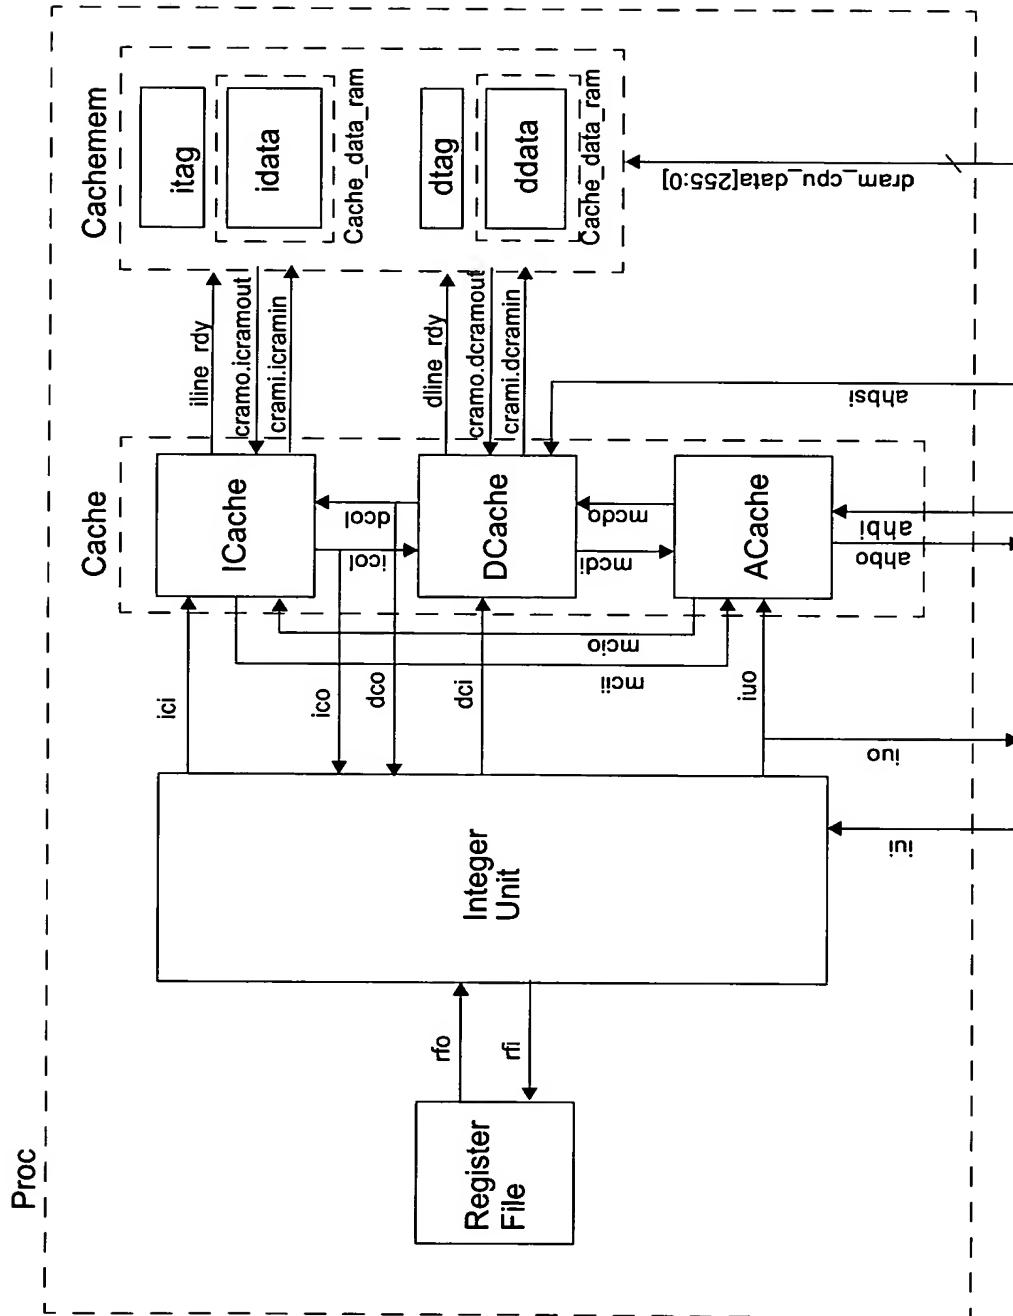 Proc
Register
File
rfo
rfi
Integer
Unit
iui
ici
ico
dco
dci
iuo
iuo
mcii
mcio
Cache
ICache
icol
dcol
DCache
mcdi
mcdo
ACache
ahbo
ahbi
ahbsi
iline_rdy
cramo.icramout
crami.icramin
dline_rdy
cramo.dcramout
crami.dcramin
Cachemem
itag
idata
Cache_data_ram
dtag
ddata
Cache_data_ram
dram_cpu_data[255:0]